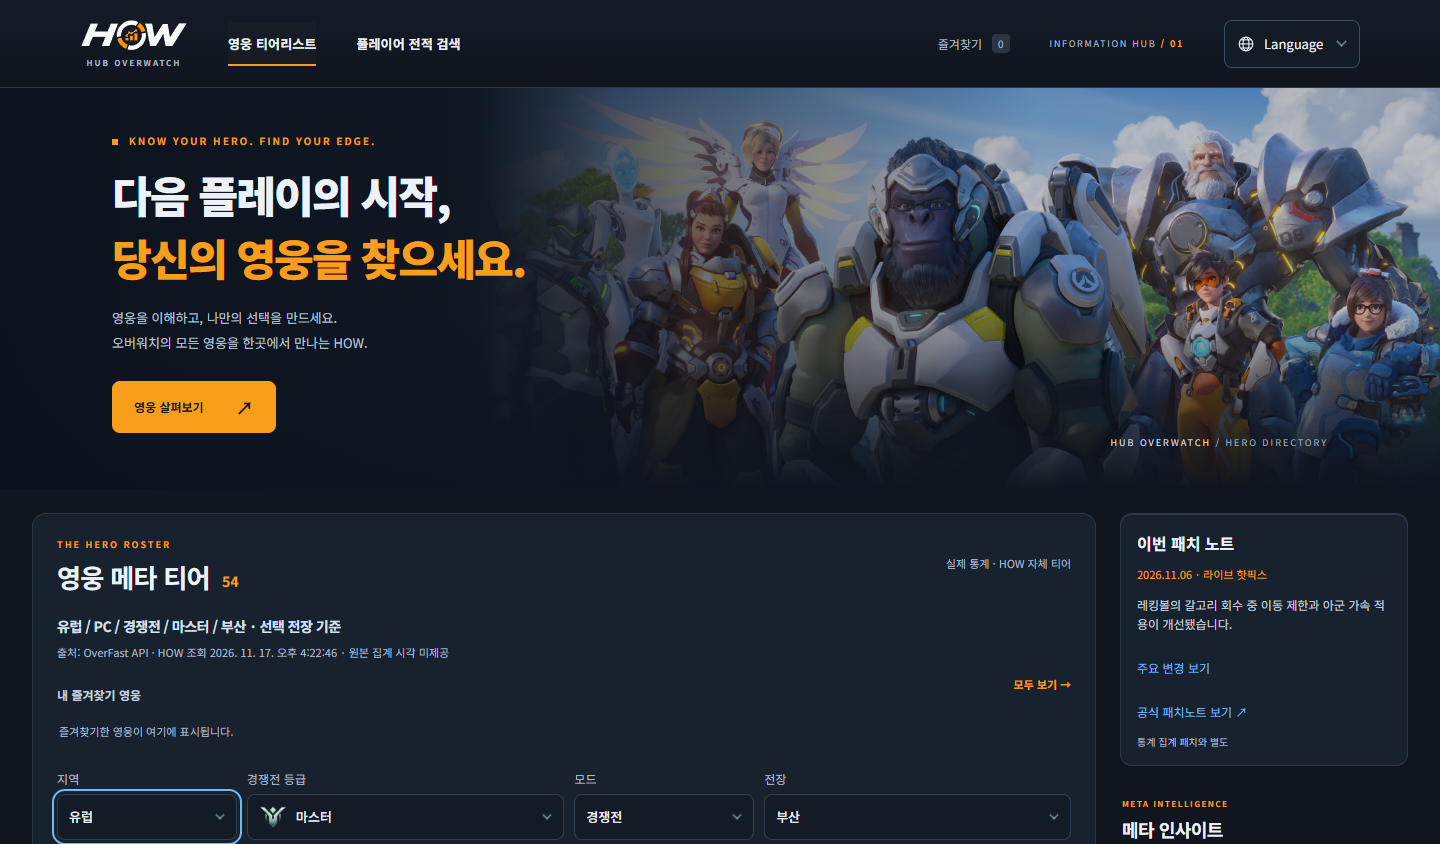 HOW
HUB OVERWATCH
영웅 티어리스트
플레이어 전적 검색
즐겨찾기 0
INFORMATION HUB / 01
Language
KNOW YOUR HERO. FIND YOUR EDGE.
다음 플레이의 시작,
당신의 영웅을 찾으세요.
영웅을 이해하고, 나만의 선택을 만드세요.
오버워치의 모든 영웅을 한곳에서 만나는 HOW.
영웅 살펴보기 ↗
08
HUB OVERWATCH / HERO DIRECTORY
THE HERO ROSTER
영웅 메타 티어 54
실제 통계 · HOW 자체 티어
유럽 / PC / 경쟁전 / 마스터 / 부산 · 선택 전장 기준
출처: OverFast API · HOW 조회 2026. 11. 17. 오후 4:22:46 · 원본 집계 시각 미제공
내 즐겨찾기 영웅
모두 보기 →
즐겨찾기한 영웅이 여기에 표시됩니다.
지역
경쟁전 등급
모드
전장
유럽
마스터
경쟁전
부산
이번 패치 노트
2026.11.06 · 라이브 핫픽스
레킹볼의 갈고리 회수 중 이동 제한과 아군 가속 적
용이 개선됐습니다.
주요 변경 보기
공식 패치노트 보기 ↗
통계 집계 패치와 별도
META INTELLIGENCE
메타 인사이트